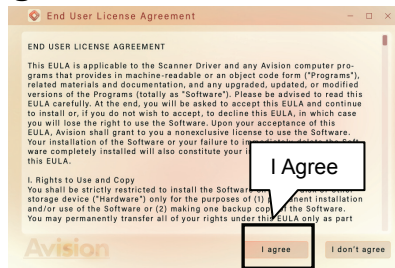 End User License Agreement
END USER LICENSE AGREEMENT
This EULA is applicable to the Scanner Driver and any Avision computer pro-
grams that provides in machine-readable or an object code form ("Programs"),
related materials and documentation, and any upgraded, updated, or modified
versions of the Programs (totally as "Software"). Please be advised to read this
EULA carefully. At the end, you will be asked to accept this EULA and continue
to install or, if you do not wish to accept, to decline this EULA, in which case
you will lose the right to use the Software. Upon your acceptance of this
EULA, Avision shall grant to you a nonexclusive license to use the Software.
Your installation of the Software or your failure to
ware completely installed will also constitute your
this EULA.
I. Rights to Use and Copy
You shall be strictly restricted to install the Software
storage device ("Hardware") only for the purposes of (1) installation
and/or use of the Software or (2) making one backup the Software.
You may permanently transfer all of your rights under this EULA only as part
I Agree
Avision
I agree
I don't agree